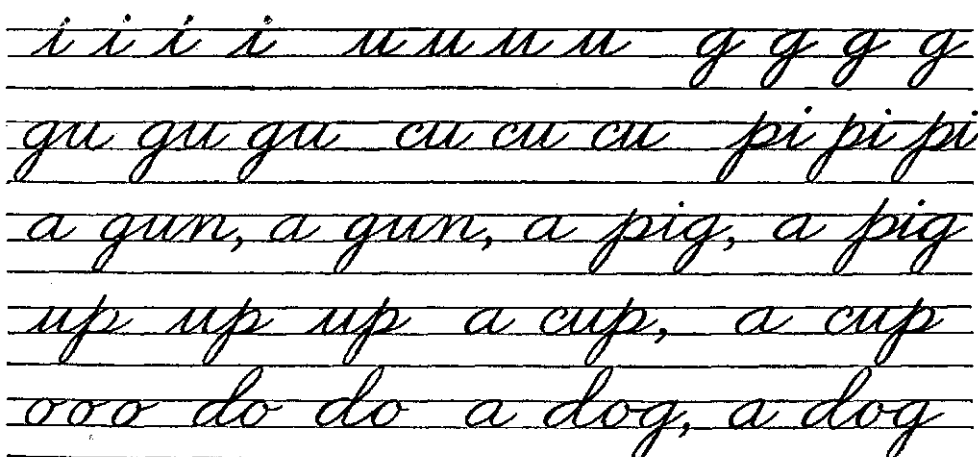 i i i i u u u u g g g g
gu gu gu cu cu cu pi pi pi
a gun, a gun, a pig, a pig
up up up a cup, a cup
ooo do do a dog, a dog